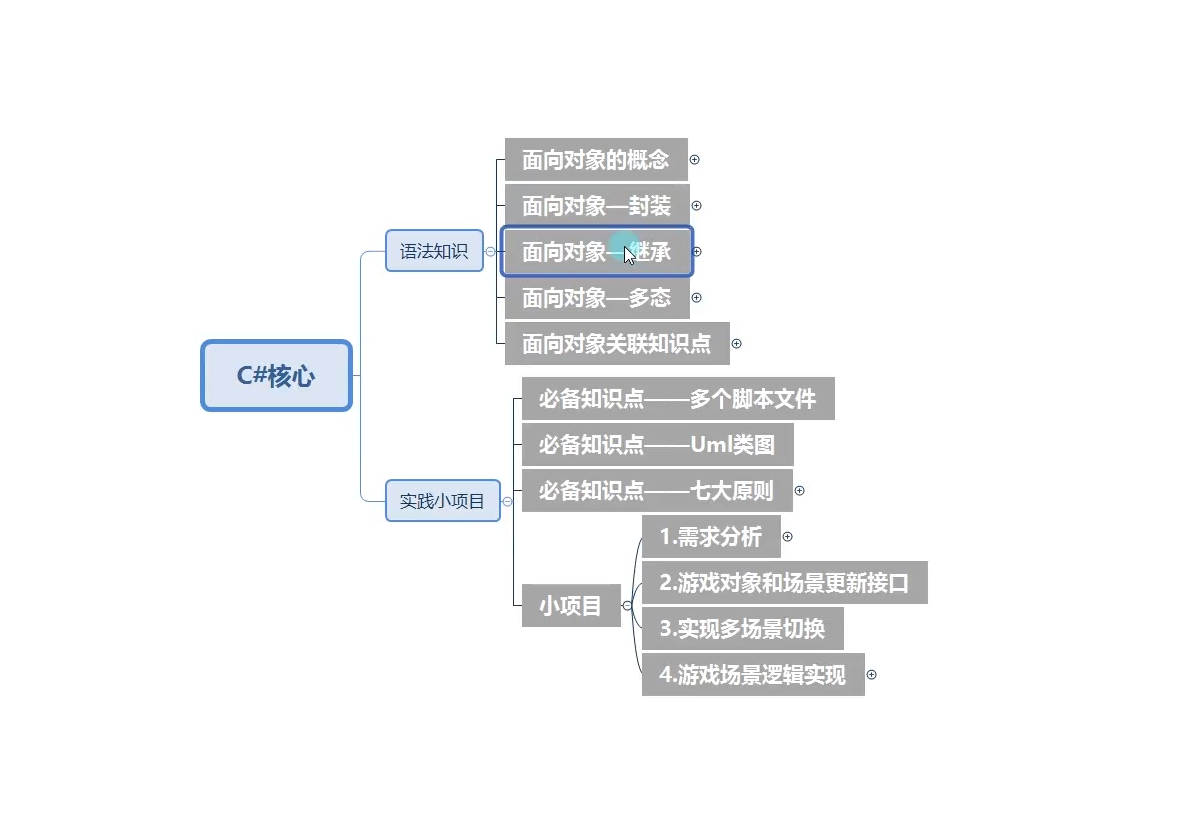 C#核心
语法知识
面向对象的概念
面向对象—封装
面向对象—继承
面向对象—多态
面向对象关联知识点
实践小项目
必备知识点——多个脚本文件
必备知识点——Uml类图
必备知识点——七大原则
小项目
1.需求分析
2.游戏对象和场景更新接口
3.实现多场景切换
4.游戏场景逻辑实现